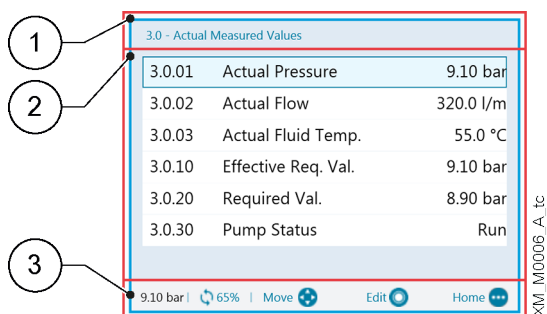 1
3.0 - Actual Measured Values
2
3.0.01 Actual Pressure 9.10 bar
3.0.02 Actual Flow 320.0 l/m
3.0.03 Actual Fluid Temp. 55.0 °C
3.0.10 Effective Req. Val. 9.10 bar
3.0.20 Required Val. 8.90 bar
3.0.30 Pump Status Run
3
9.10 bar | 65% | Move Edit Home
XM_M0006_A_tc